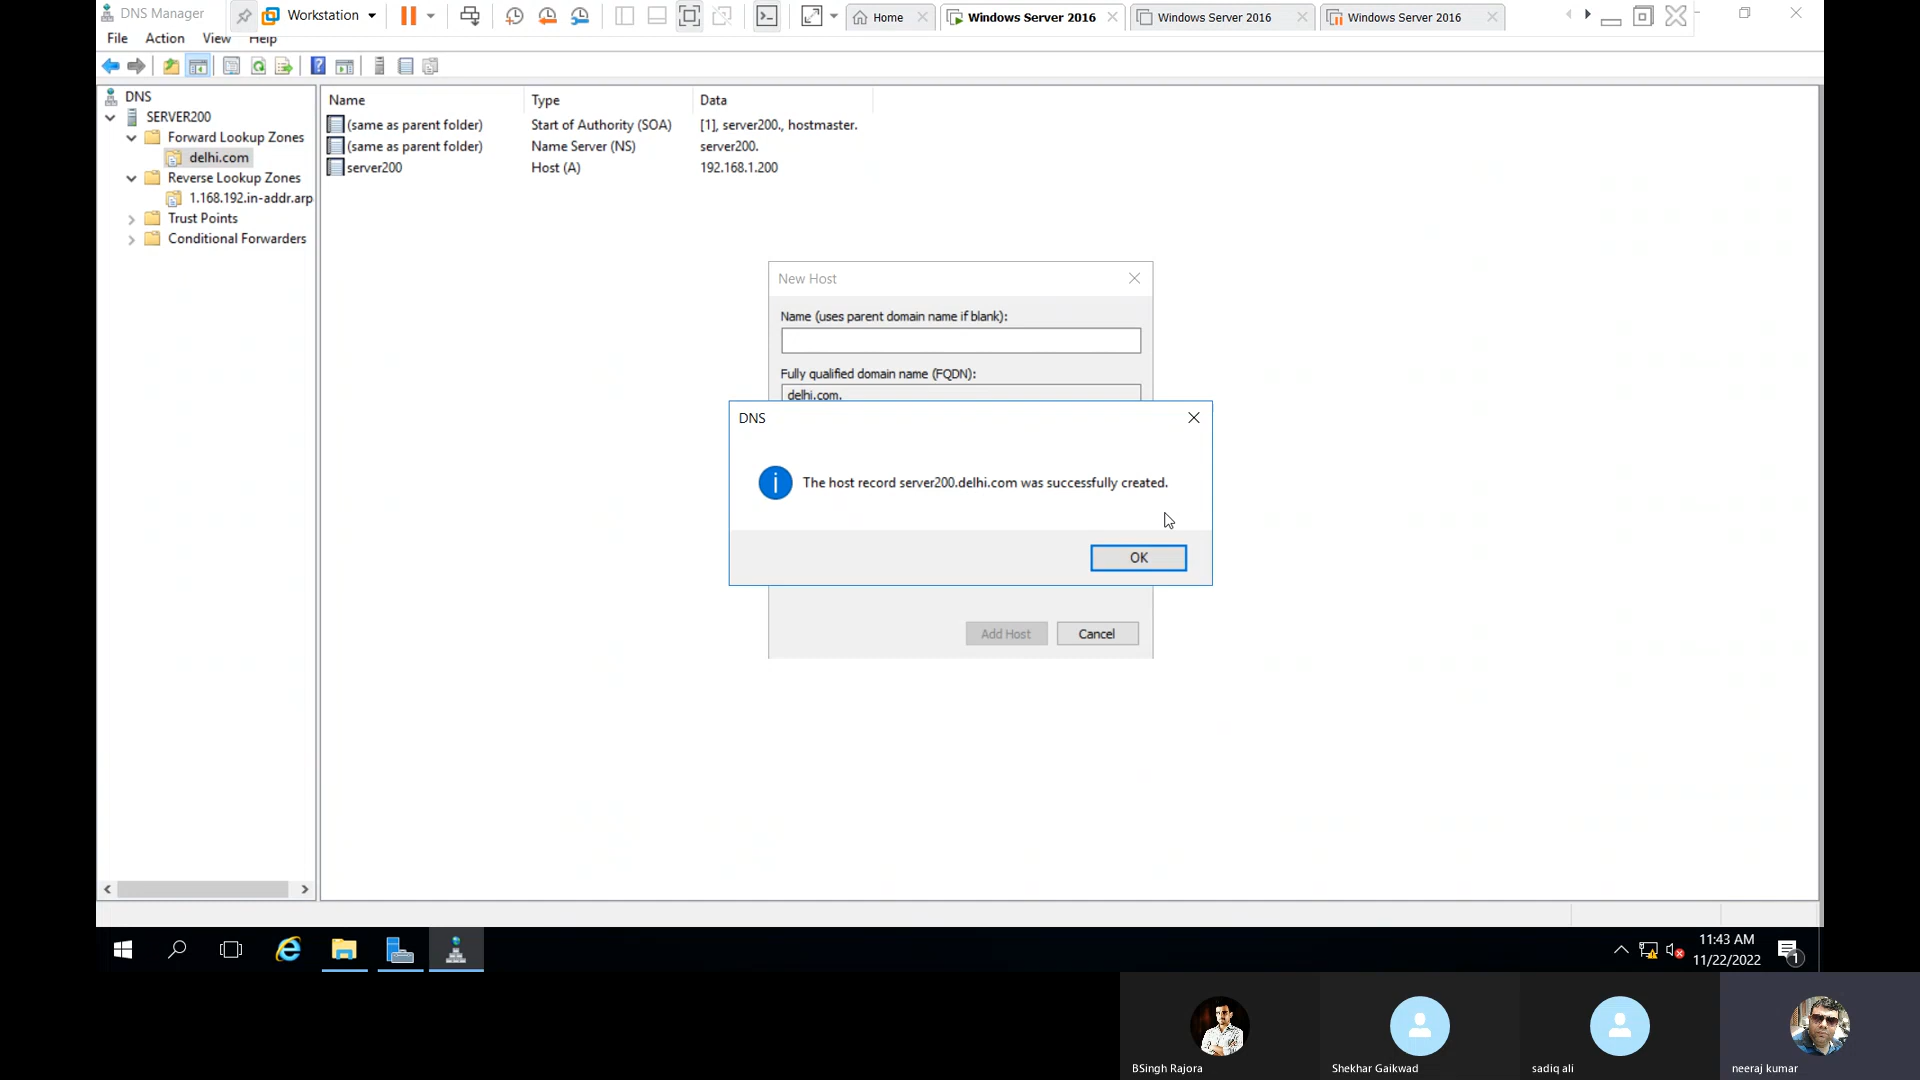 DNS Manager
Workstation
Home
Windows Server 2016
Windows Server 2016
Windows Server 2016
File Action View Help
DNS
SERVER200
Forward Lookup Zones
delhi.com
Reverse Lookup Zones
1.168.192.in-addr.arp
Trust Points
Conditional Forwarders
Name Type Data
(same as parent folder) Start of Authority (SOA) [1], server200., hostmaster.
(same as parent folder) Name Server (NS) server200.
server200 Host (A) 192.168.1.200
New Host
Name (uses parent domain name if blank):
Fully qualified domain name (FQDN):
delhi.com.
DNS
The host record server200.delhi.com was successfully created.
OK
Add Host Cancel
11:43 AM
11/22/2022
1
BSingh Rajora
Shekhar Gaikwad
sadiq ali
neeraj kumar